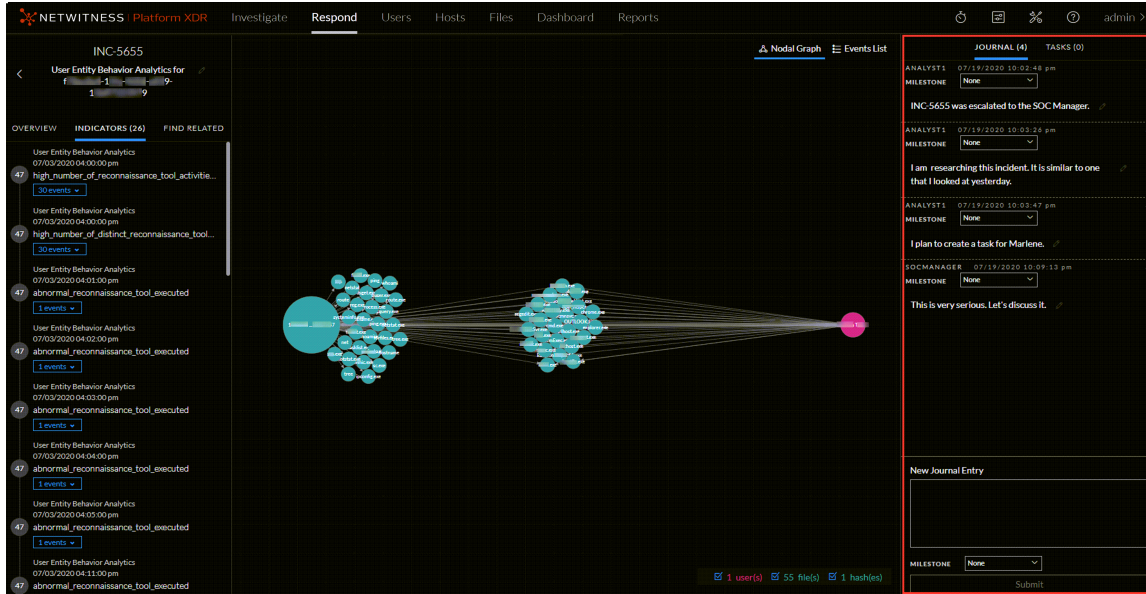 NETWITNESS Platform XDR
Investigate
Respond
Users
Hosts
Files
Dashboard
Reports
admin >
INC-5655
User Entity Behavior Analytics for
OVERVIEW
INDICATORS (26)
FIND RELATED
User Entity Behavior Analytics
07/03/2020 04:00:00 pm
47
high_number_of_reconnaissance_tool_activitie...
30 events
User Entity Behavior Analytics
07/03/2020 04:00:00 pm
47
high_number_of_distinct_reconnaissance_tool...
30 events
User Entity Behavior Analytics
07/03/2020 04:01:00 pm
47
abnormal_reconnaissance_tool_executed
1 events
User Entity Behavior Analytics
07/03/2020 04:02:00 pm
47
abnormal_reconnaissance_tool_executed
1 events
User Entity Behavior Analytics
07/03/2020 04:03:00 pm
47
abnormal_reconnaissance_tool_executed
1 events
User Entity Behavior Analytics
07/03/2020 04:04:00 pm
47
abnormal_reconnaissance_tool_executed
1 events
User Entity Behavior Analytics
07/03/2020 04:05:00 pm
47
abnormal_reconnaissance_tool_executed
1 events
User Entity Behavior Analytics
07/03/2020 04:11:00 pm
47
abnormal_reconnaissance_tool_executed
Nodal Graph
Events List
route
net
tree
OUTLOOK
chrome.exe
explorer.exe
1 user(s)
55 file(s)
1 hash(es)
JOURNAL (4)
TASKS (0)
ANALYST1 07/19/2020 10:02:48 pm
MILESTONE None
INC-5655 was escalated to the SOC Manager.
ANALYST1 07/19/2020 10:03:26 pm
MILESTONE None
I am researching this incident. It is similar to one
that I looked at yesterday.
ANALYST1 07/19/2020 10:03:47 pm
MILESTONE None
I plan to create a task for Marlene.
SOCMANAGER 07/19/2020 10:09:13 pm
MILESTONE None
This is very serious. Let's discuss it.
New Journal Entry
MILESTONE None
Submit